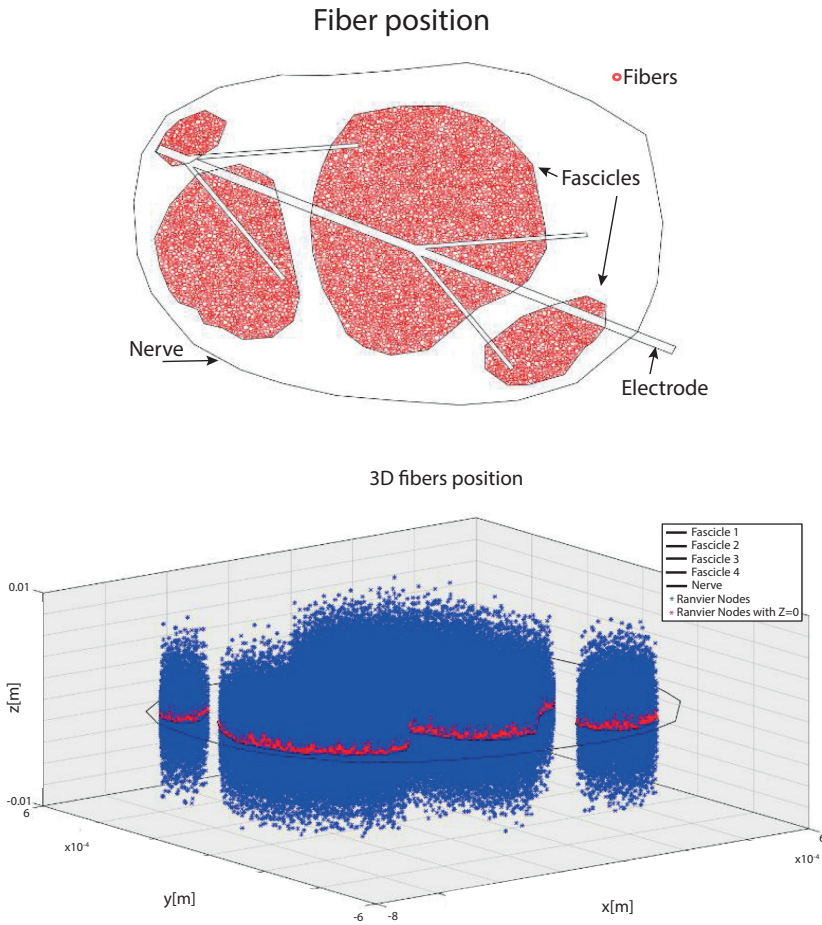 Fiber position
Fibers
Fascicles
Nerve
Electrode
3D fibers position
Fascicle 1
Fascicle 2
Fascicle 3
Fascicle 4
Nerve
Ranvier Nodes
Ranvier Nodes with Z=0
0.01
z[m]
-0.01
6
x10-4
y[m]
-6
-8
x[m]
x10-4
6